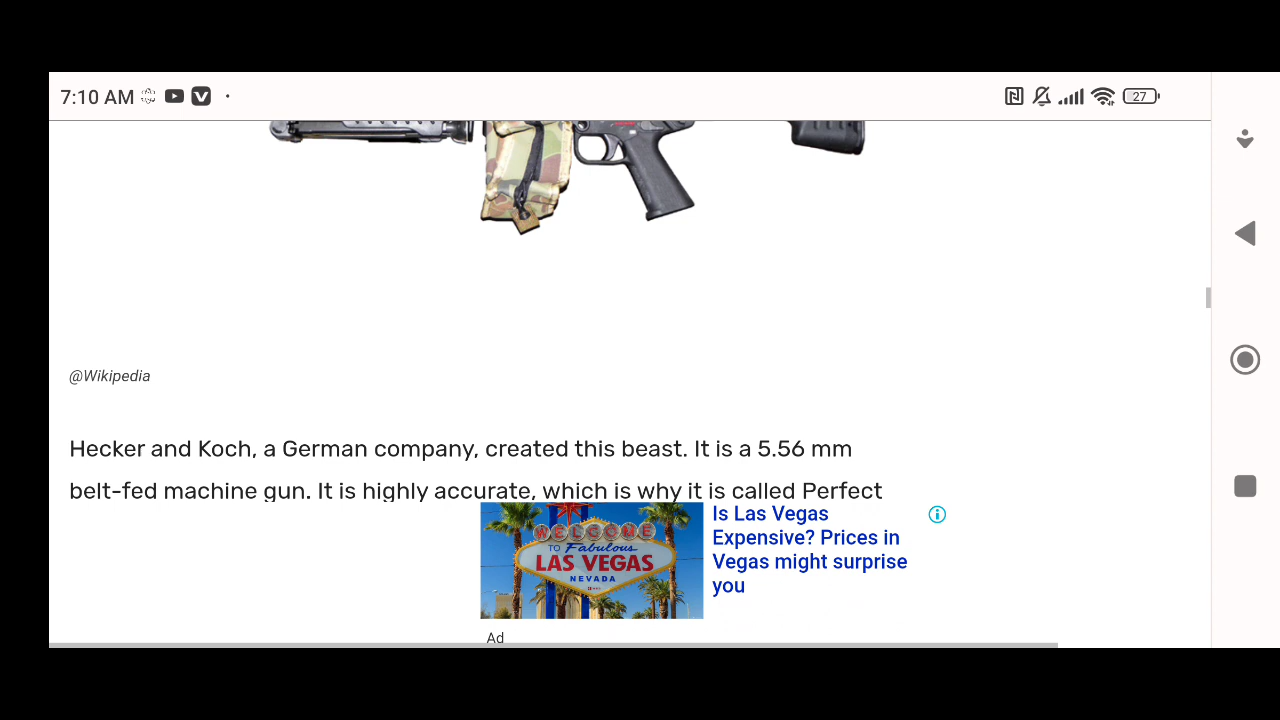 7:10 AM
27
@Wikipedia
Hecker and Koch, a German company, created this beast. It is a 5.56 mm
belt-fed machine gun. It is highly accurate, which is why it is called Perfect
WELCOME
TO Fabulous
LAS VEGAS
NEVADA
Is Las Vegas
Expensive? Prices in
Vegas might surprise
you
Ad